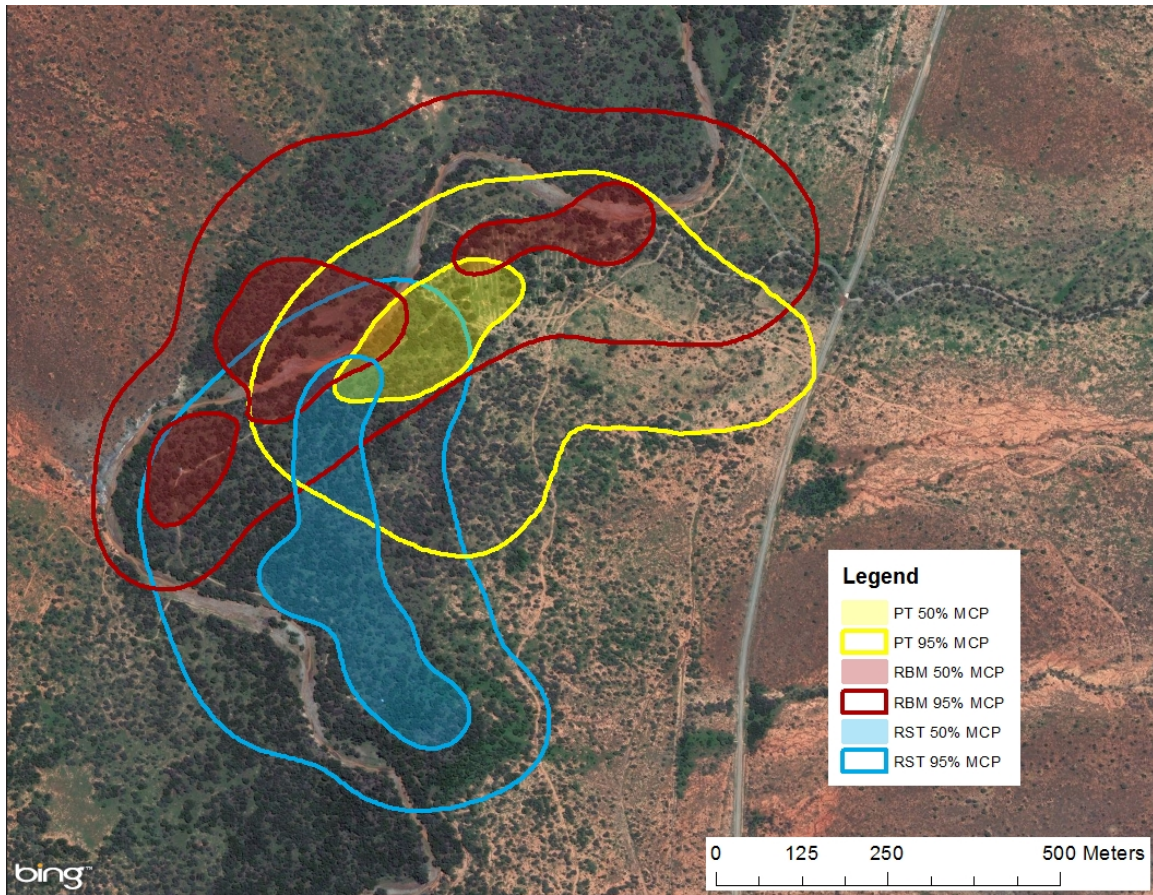 Legend
PT 50% MCP
PT 95% MCP
RBM 50% MCP
RBM 95% MCP
RST 50% MCP
RST 95% MCP
0 125 250 500 Meters
bing™